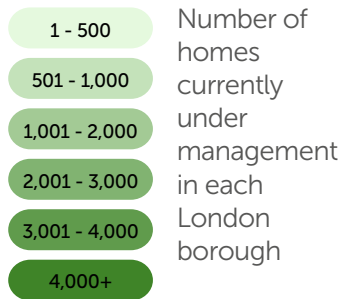 1 - 500
501 - 1,000
1,001 - 2,000
2,001 - 3,000
3,001 - 4,000
4,000+
Number of
homes
currently
under
management
in each
London
borough